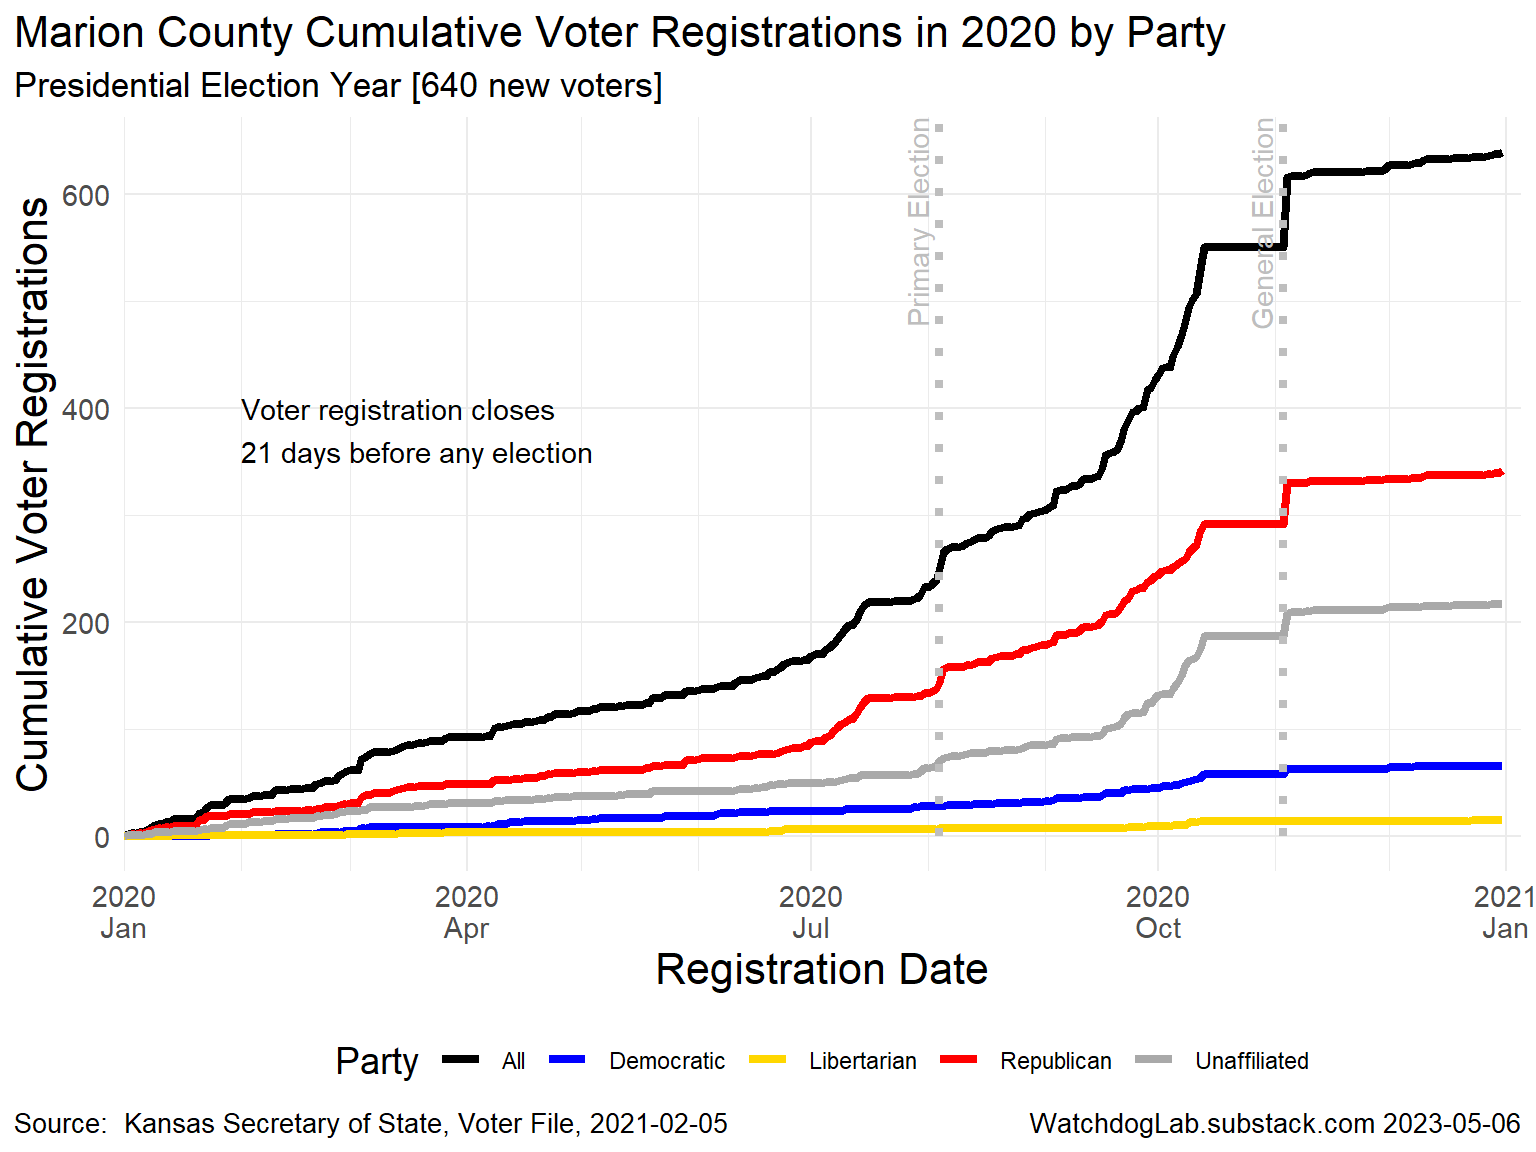 Marion County Cumulative Voter Registrations in 2020 by Party
Presidential Election Year [640 new voters]
Cumulative Voter Registrations
600
400
200
0
Primary Election
General Election
Voter registration closes
21 days before any election
2020
Jan
2020
Apr
2020
Jul
2020
Oct
2021
Jan
Registration Date
Party All Democratic Libertarian Republican Unaffiliated
Source:  Kansas Secretary of State, Voter File, 2021-02-05
WatchdogLab.substack.com 2023-05-06